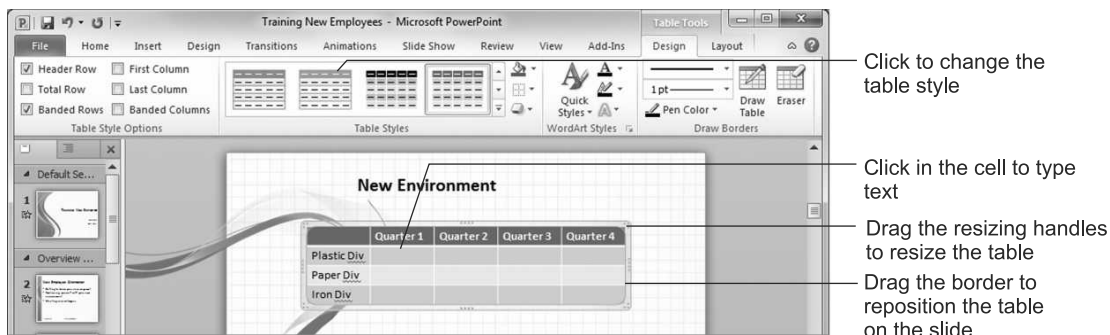 Training New Employees - Microsoft PowerPoint
Table Tools
File Home Insert Design Transitions Animations Slide Show Review View Add-Ins Design Layout
Header Row First Column
Total Row Last Column
Banded Rows Banded Columns
Table Style Options
Table Styles
Quick
Styles
WordArt Styles
1 pt
Pen Color
Draw
Table
Eraser
Draw Borders
Default Se...
1
Overview ...
2
New Environment
Quarter 1 Quarter 2 Quarter 3 Quarter 4
Plastic Div
Paper Div
Iron Div
Click to change the
table style
Click in the cell to type
text
Drag the resizing handles
to resize the table
Drag the border to
reposition the table
on the slide